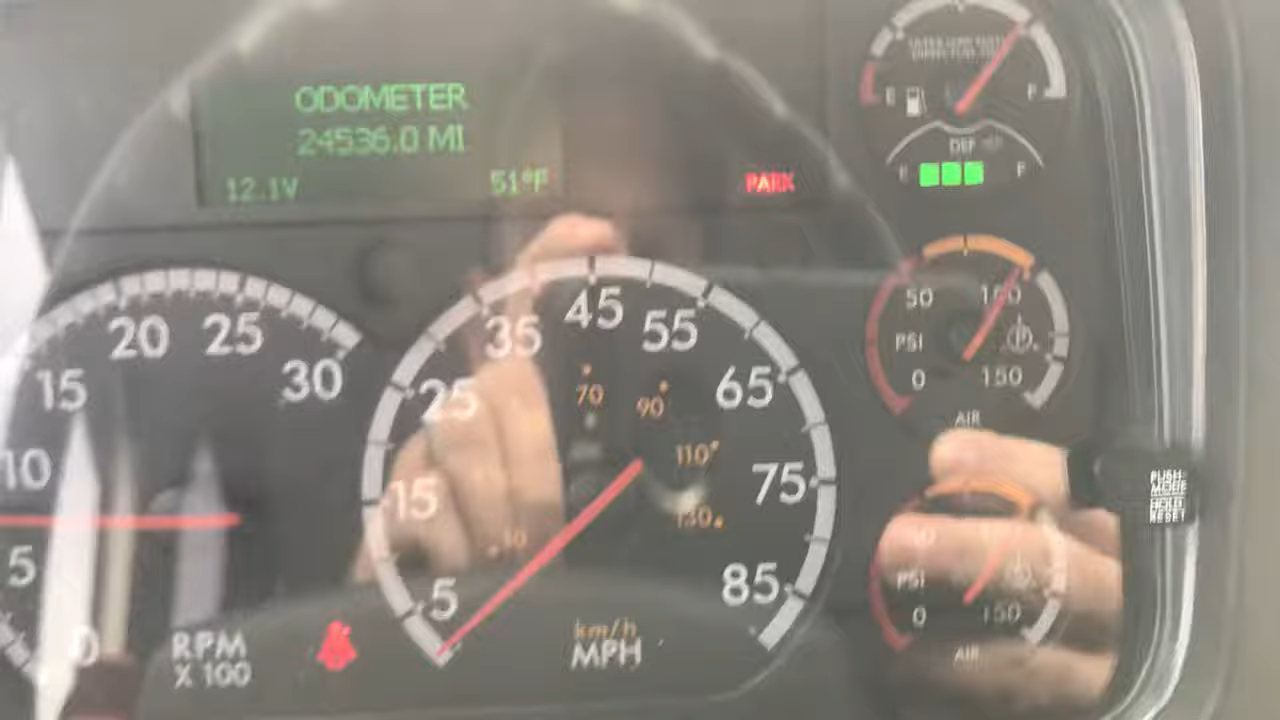 ODOMETER
24536.0 MI
12.1V
51°F
PARK
E
F
DEF
E
F
50
PSI
0
150
AIR
PUSH-
MODE
HOLD-
RESET
PSI
0
150
AIR
0
5
10
15
20
25
30
RPM
X 100
5
15
25
35
45
55
65
75
85
70
90
110
130
km/h
MPH